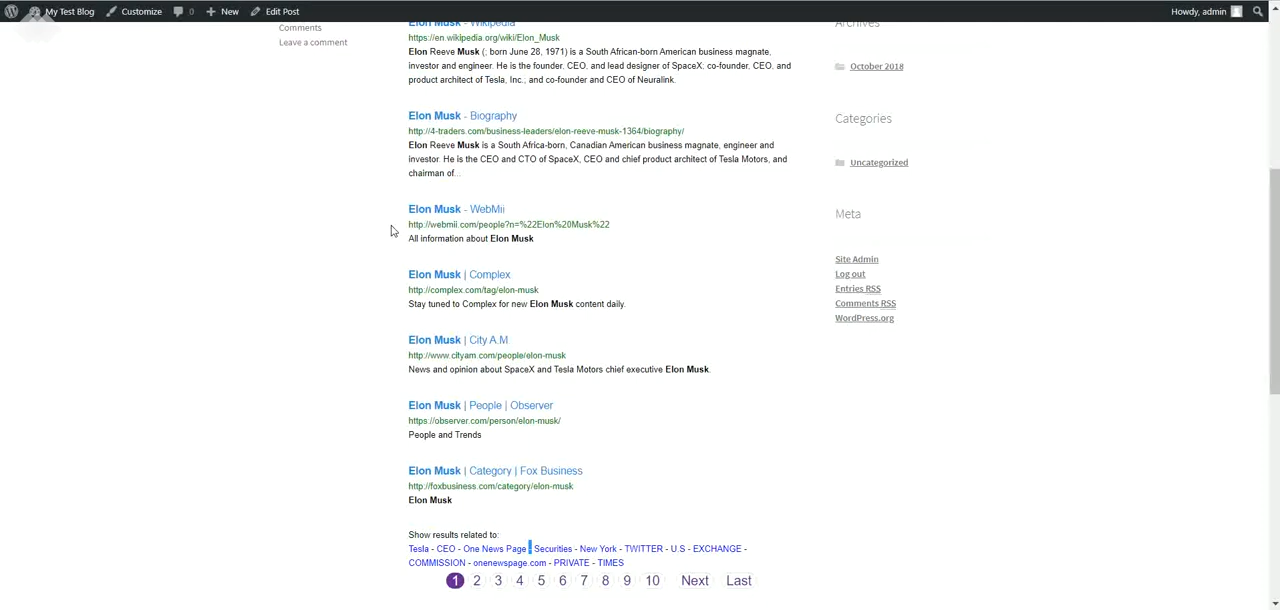 My Test Blog Customize 0 New Edit Post Howdy, admin
Comments
Leave a comment
Elon Musk - Wikipedia
https://en.wikipedia.org/wiki/Elon_Musk
Elon Reeve Musk (; born June 28, 1971) is a South African-born American business magnate,
investor and engineer. He is the founder, CEO, and lead designer of SpaceX; co-founder, CEO, and
product architect of Tesla, Inc.; and co-founder and CEO of Neuralink.
Elon Musk - Biography
http://4-traders.com/business-leaders/elon-reeve-musk-1364/biography/
Elon Reeve Musk is a South Africa-born, Canadian American business magnate, engineer and
investor. He is the CEO and CTO of SpaceX, CEO and chief product architect of Tesla Motors, and
chairman of...
Elon Musk - WebMii
http://webmii.com/people?n=%22Elon%20Musk%22
All information about Elon Musk
Elon Musk | Complex
http://complex.com/tag/elon-musk
Stay tuned to Complex for new Elon Musk content daily.
Elon Musk | City A.M
http://www.cityam.com/people/elon-musk
News and opinion about SpaceX and Tesla Motors chief executive Elon Musk.
Elon Musk | People | Observer
https://observer.com/person/elon-musk/
People and Trends
Elon Musk | Category | Fox Business
http://foxbusiness.com/category/elon-musk
Elon Musk
Show results related to:
Tesla - CEO - One News Page - Securities - New York - TWITTER - U.S - EXCHANGE -
COMMISSION - onenewspage.com - PRIVATE - TIMES
1 2 3 4 5 6 7 8 9 10 Next Last
Archives
October 2018
Categories
Uncategorized
Meta
Site Admin
Log out
Entries RSS
Comments RSS
WordPress.org